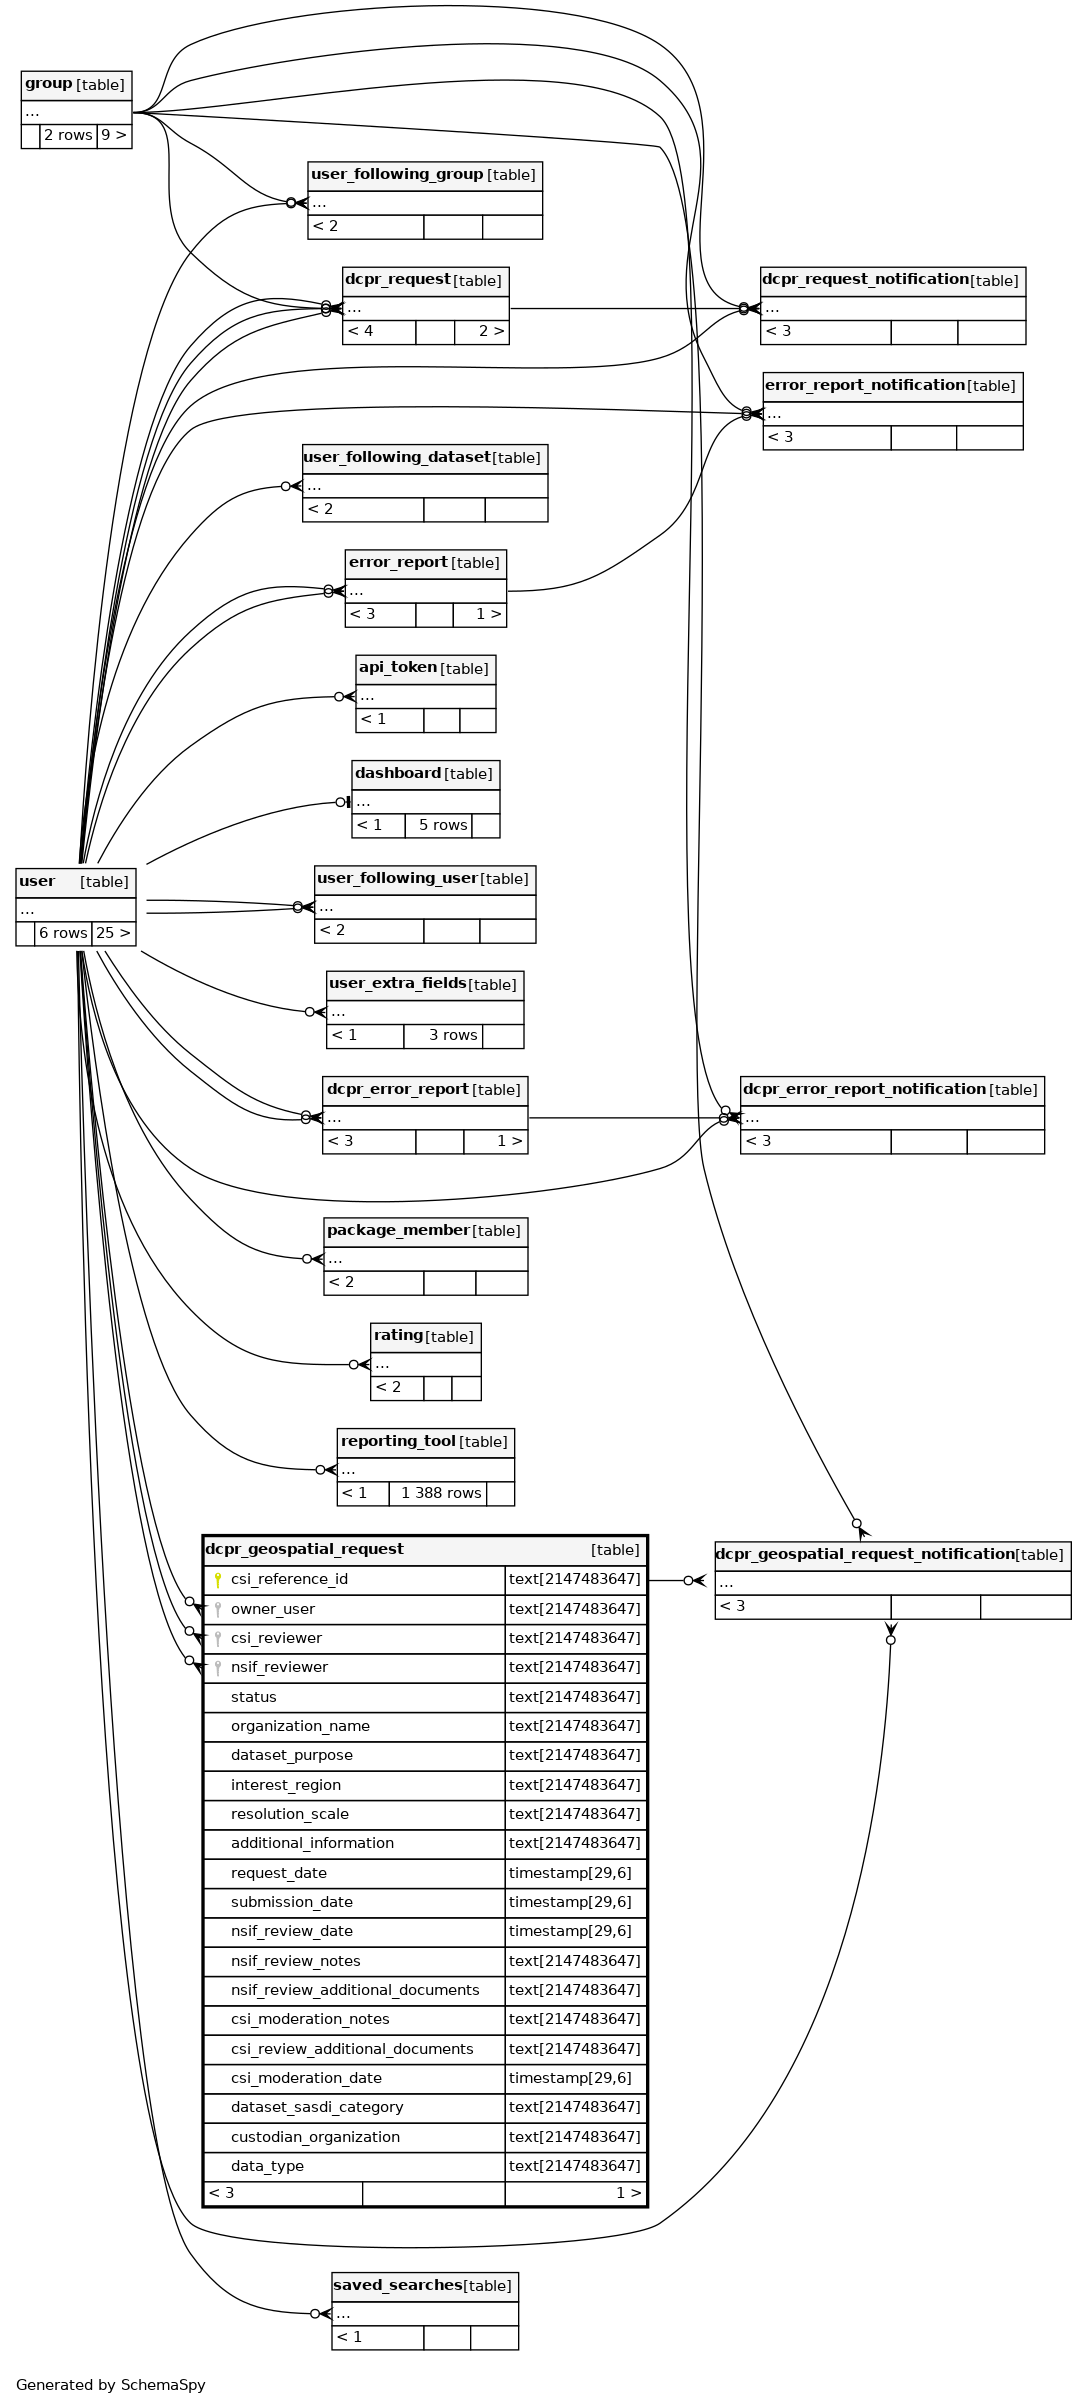 group [table]
...
2 rows 9 >
user_following_group [table]
...
< 2
dcpr_request [table]
...
< 4 2 >
dcpr_request_notification [table]
...
< 3
error_report_notification [table]
...
< 3
user_following_dataset [table]
...
< 2
error_report [table]
...
< 3 1 >
api_token [table]
...
< 1
dashboard [table]
...
< 1 5 rows
user [table]
...
6 rows 25 >
user_following_user [table]
...
< 2
user_extra_fields [table]
...
< 1 3 rows
dcpr_error_report [table]
...
< 3 1 >
dcpr_error_report_notification [table]
...
< 3
package_member [table]
...
< 2
rating [table]
...
< 2
reporting_tool [table]
...
< 1 1 388 rows
dcpr_geospatial_request [table]
csi_reference_id text[2147483647]
owner_user text[2147483647]
csi_reviewer text[2147483647]
nsif_reviewer text[2147483647]
status text[2147483647]
organization_name text[2147483647]
dataset_purpose text[2147483647]
interest_region text[2147483647]
resolution_scale text[2147483647]
additional_information text[2147483647]
request_date timestamp[29,6]
submission_date timestamp[29,6]
nsif_review_date timestamp[29,6]
nsif_review_notes text[2147483647]
nsif_review_additional_documents text[2147483647]
csi_moderation_notes text[2147483647]
csi_review_additional_documents text[2147483647]
csi_moderation_date timestamp[29,6]
dataset_sasdi_category text[2147483647]
custodian_organization text[2147483647]
data_type text[2147483647]
< 3 1 >
dcpr_geospatial_request_notification [table]
...
< 3
saved_searches [table]
...
< 1
Generated by SchemaSpy